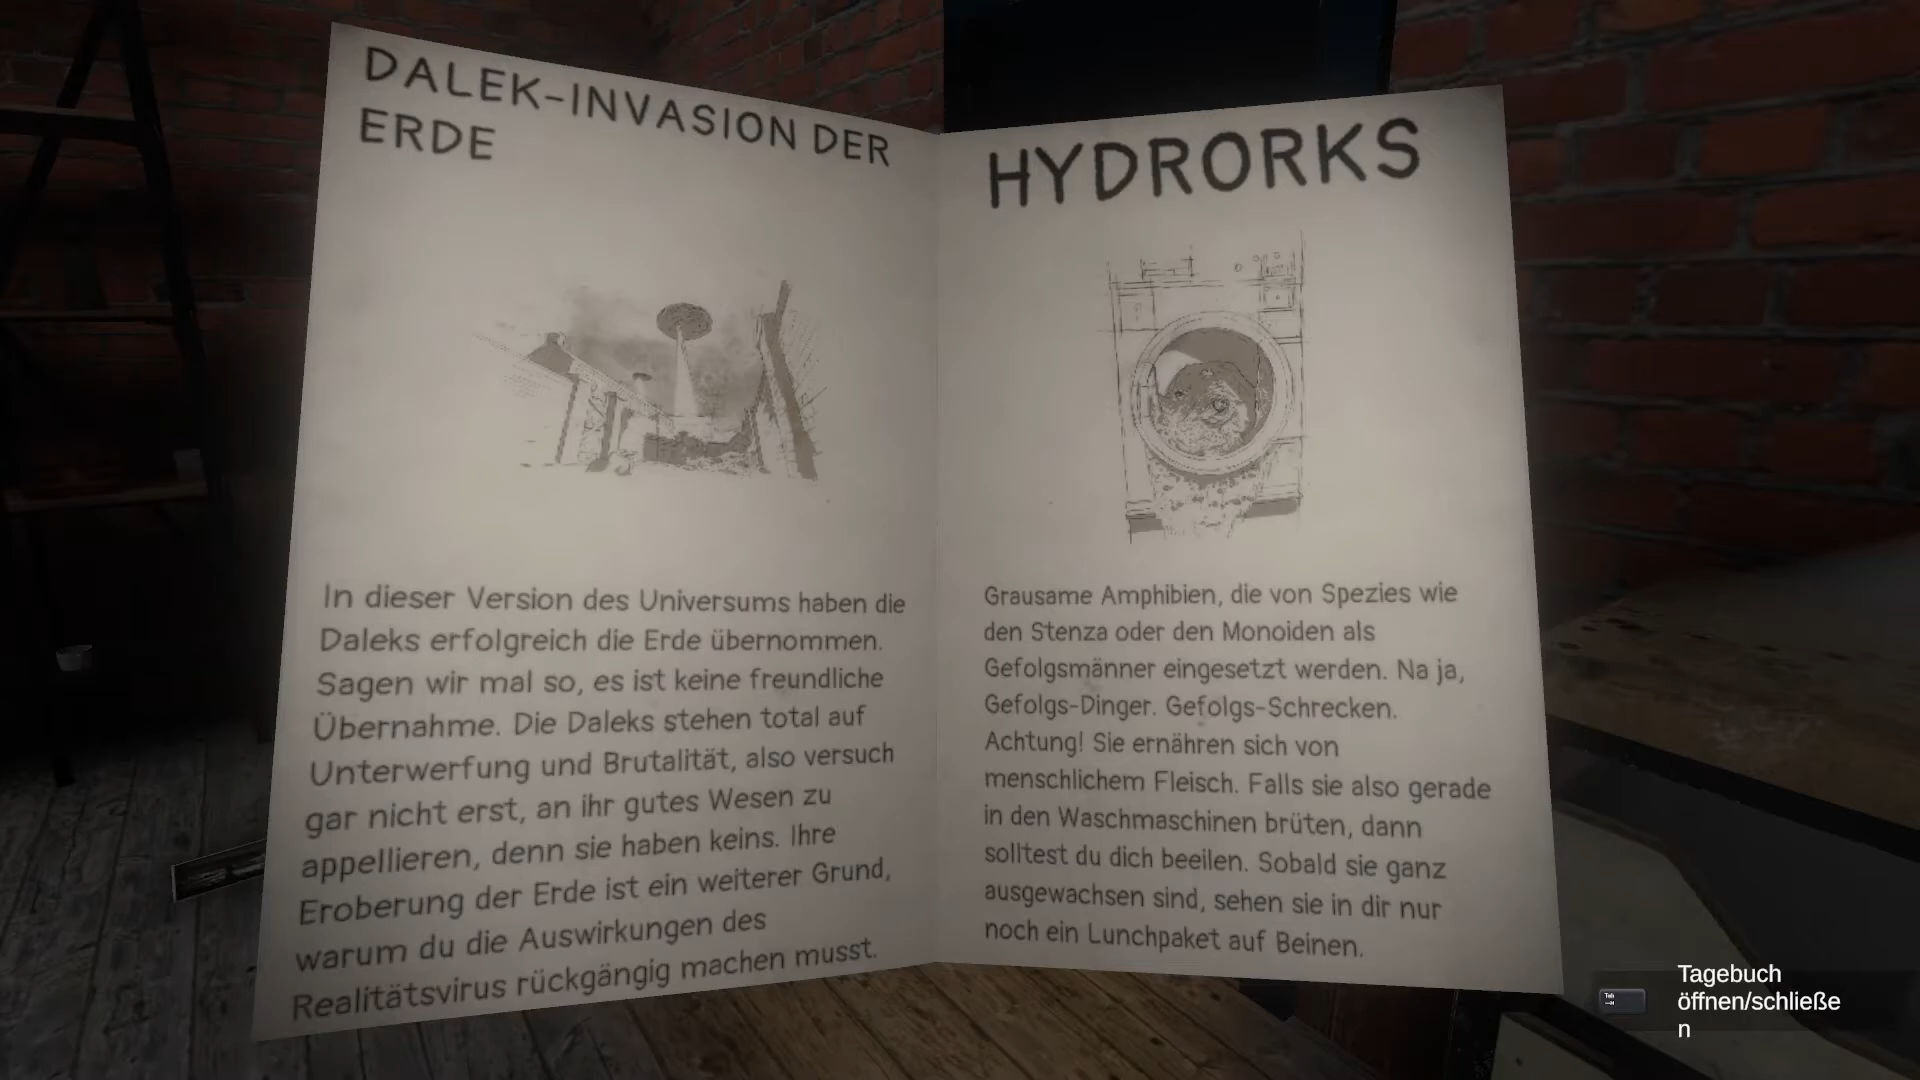 DALEK-INVASION DER
ERDE
In dieser Version des Universums haben die
Daleks erfolgreich die Erde übernommen.
Sagen wir mal so, es ist keine freundliche
Übernahme. Die Daleks stehen total auf
Unterwerfung und Brutalität, also versuch
gar nicht erst, an ihr gutes Wesen zu
appellieren, denn sie haben keins. Ihre
Eroberung der Erde ist ein weiterer Grund,
warum du die Auswirkungen des
Realitätsvirus rückgängig machen musst.
HYDRORKS
Grausame Amphibien, die von Spezies wie
den Stenza oder den Monoiden als
Gefolgsmänner eingesetzt werden. Na ja,
Gefolgs-Dinger. Gefolgs-Schrecken.
Achtung! Sie ernähren sich von
menschlichem Fleisch. Falls sie also gerade
in den Waschmaschinen brüten, dann
solltest du dich beeilen. Sobald sie ganz
ausgewachsen sind, sehen sie in dir nur
noch ein Lunchpaket auf Beinen.
Tab
Tagebuch
öffnen/schließe
n